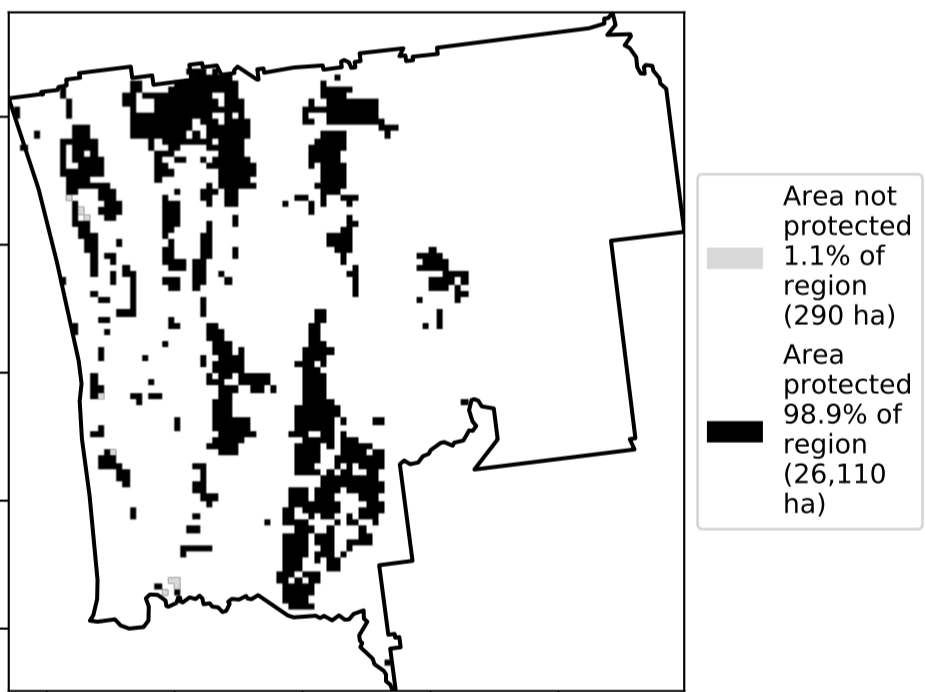 Area not
protected
1.1% of
region
(290 ha)
Area
protected
98.9% of
region
(26,110
ha)